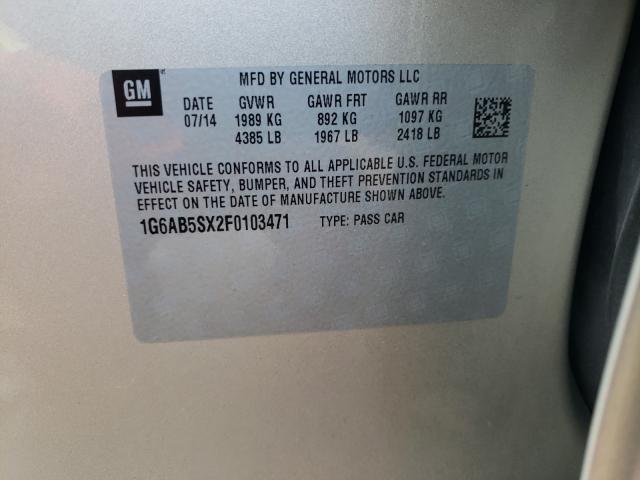 GM
MFD BY GENERAL MOTORS LLC
DATE GVWR GAWR FRT GAWR RR
07/14 1989 KG 892 KG 1097 KG
4385 LB 1967 LB 2418 LB
THIS VEHICLE CONFORMS TO ALL APPLICABLE U.S. FEDERAL MOTOR
VEHICLE SAFETY, BUMPER, AND THEFT PREVENTION STANDARDS IN
EFFECT ON THE DATE OF MANUFACTURE SHOWN ABOVE.
1G6AB5SX2F0103471 TYPE: PASS CAR